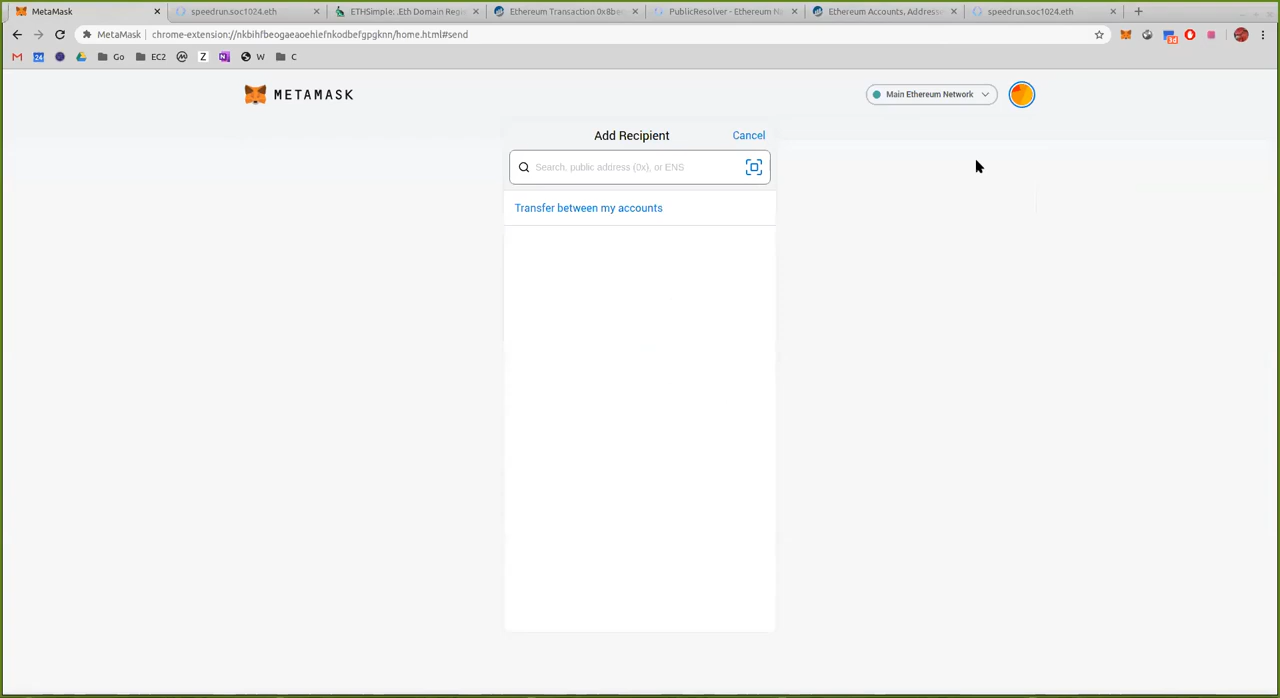 MetaMask
speedrun.soc1024.eth
ETHSimple: .Eth Domain Regi
Ethereum Transaction 0x8be
PublicResolver - Ethereum N
Ethereum Accounts, Addresse
speedrun.soc1024.eth
MetaMask | chrome-extension://nkbihfbeogaeaoehlefnkodbefgpgknn/home.html#send
24
Go
EC2
Z
W
C
METAMASK
Main Ethereum Network
Add Recipient
Cancel
Search, public address (0x), or ENS
Transfer between my accounts